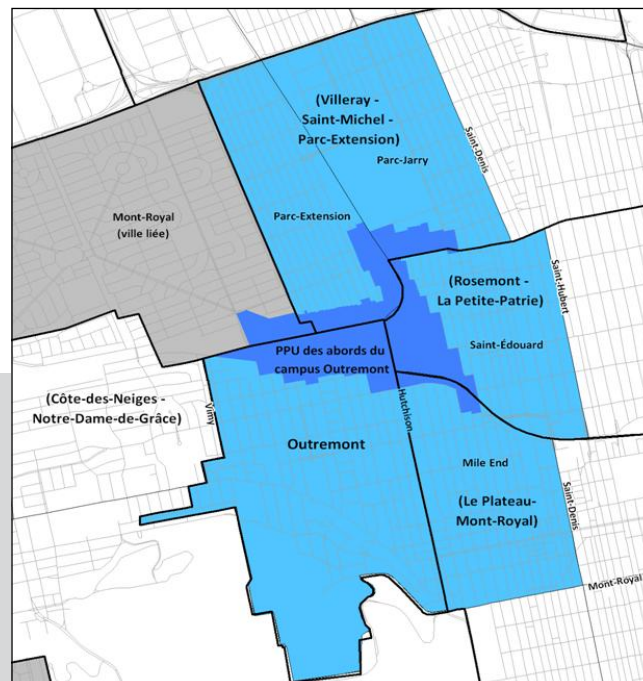 (Villeray -
Saint-Michel -
Parc-Extension)
Parc-Jarry
Saint-Denis
Mont-Royal
(ville liée)
Parc-Extension
(Rosemont -
La Petite-Patrie)
Saint-Hubert
Saint-Édouard
PPU des abords du
campus Outremont
(Côte-des-Neiges -
Notre-Dame-de-Grâce)
Vimy
Hutchison
Outremont
Mile End
(Le Plateau-
Mont-Royal)
Saint-Denis
Mont-Royal